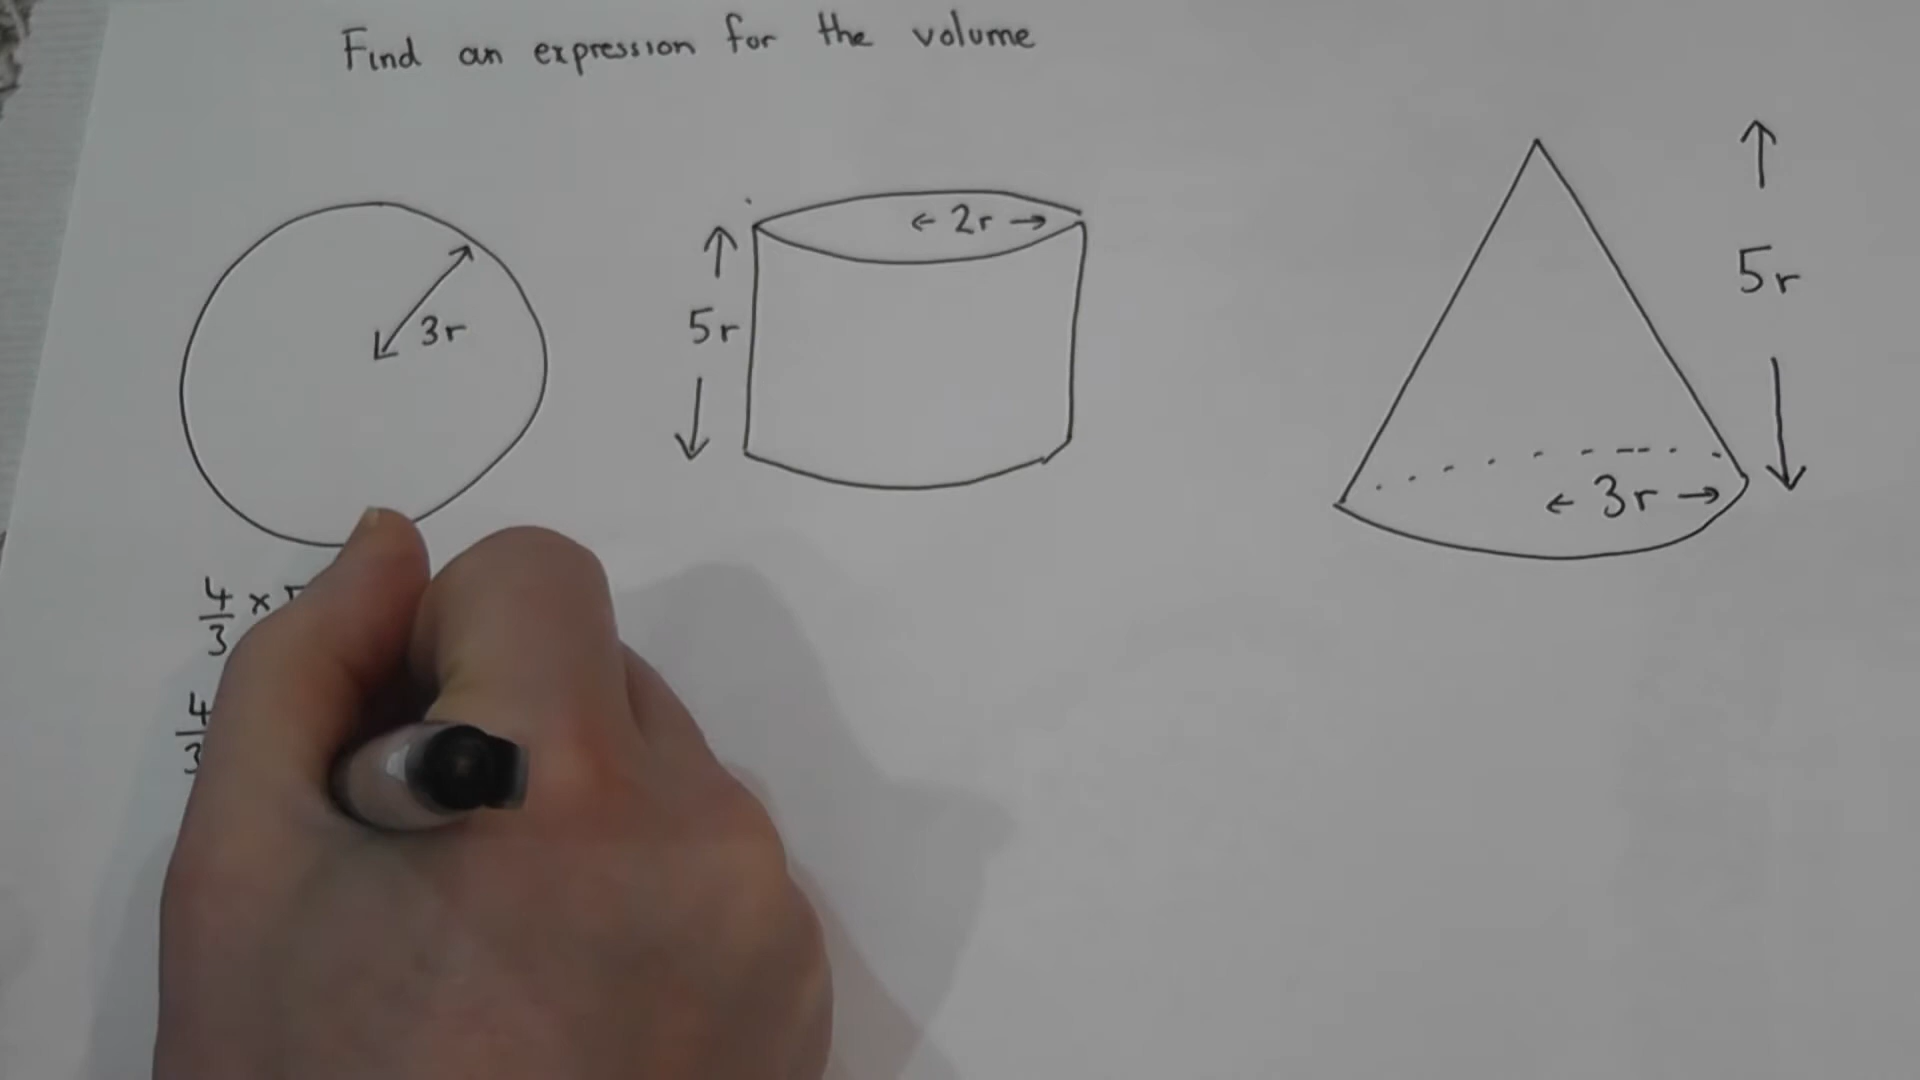 Find an expression for the volume
3r
← 2r →
5r
5r
← 3r →
4/3 ×
4/3